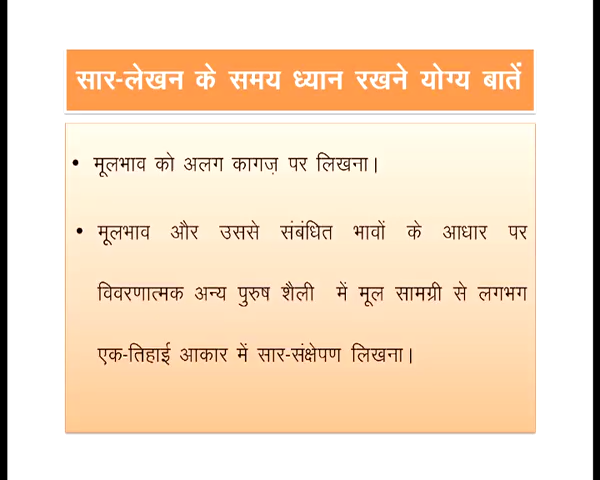 सार-लेखन के समय ध्यान रखने योग्य बातें
• मूलभाव को अलग कागज़ पर लिखना।
• मूलभाव और उससे संबंधित भावों के आधार पर
विवरणात्मक अन्य पुरुष शैली में मूल सामग्री से लगभग
एक-तिहाई आकार में सार-संक्षेपण लिखना।